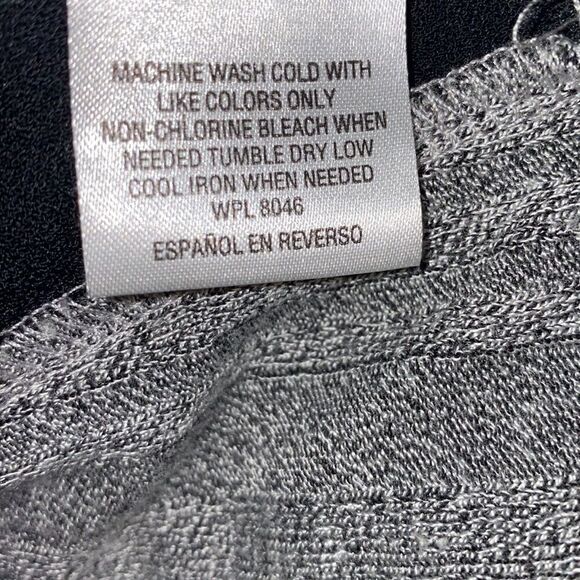 MACHINE WASH COLD WITH
LIKE COLORS ONLY
NON-CHLORINE BLEACH WHEN
NEEDED TUMBLE DRY LOW
COOL IRON WHEN NEEDED
WPL 8046
ESPAÑOL EN REVERSO